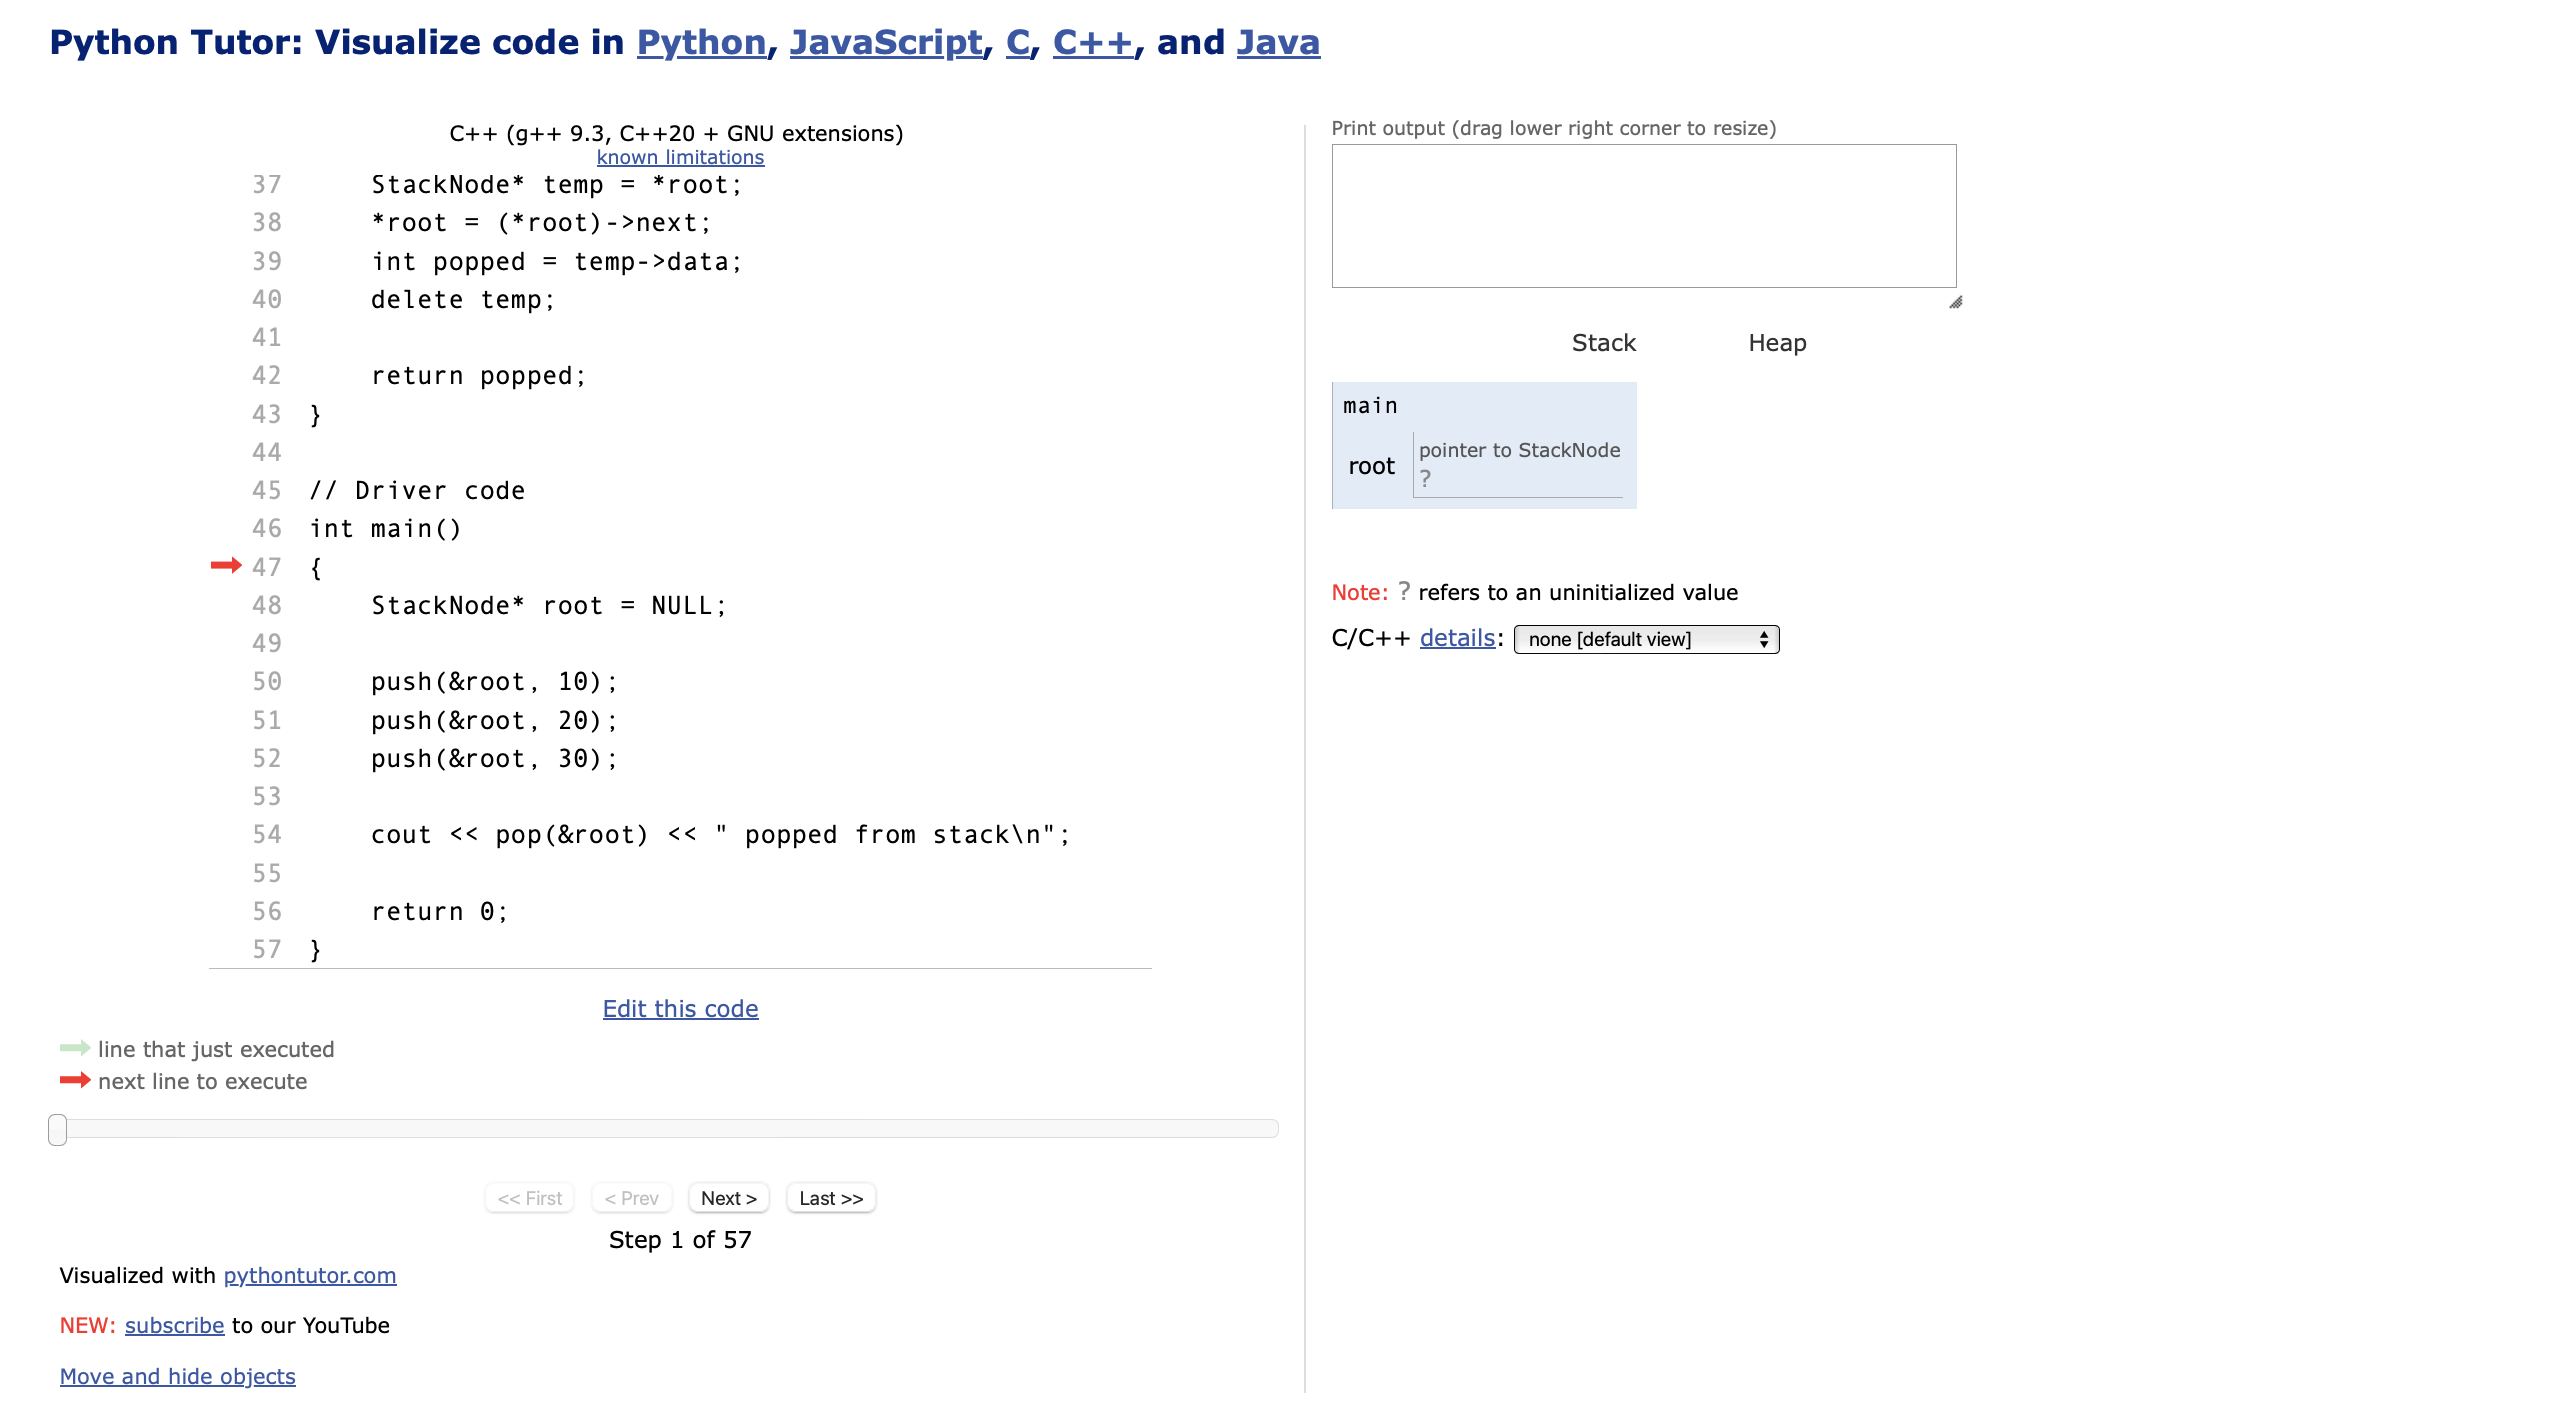 Python Tutor: Visualize code in Python, JavaScript, C, C++, and Java
C++ (g++ 9.3, C++20 + GNU extensions)
known limitations
37     StackNode* temp = *root;
38     *root = (*root)->next;
39     int popped = temp->data;
40     delete temp;
41
42     return popped;
43 }
44
45 // Driver code
46 int main()
47 {
48     StackNode* root = NULL;
49
50     push(&root, 10);
51     push(&root, 20);
52     push(&root, 30);
53
54     cout << pop(&root) << " popped from stack\n";
55
56     return 0;
57 }
Edit this code
line that just executed
next line to execute
<< First < Prev Next > Last >>
Step 1 of 57
Visualized with pythontutor.com
NEW: subscribe to our YouTube
Move and hide objects
Print output (drag lower right corner to resize)
Stack Heap
main
root
pointer to StackNode
?
Note: ? refers to an uninitialized value
C/C++ details: none [default view]